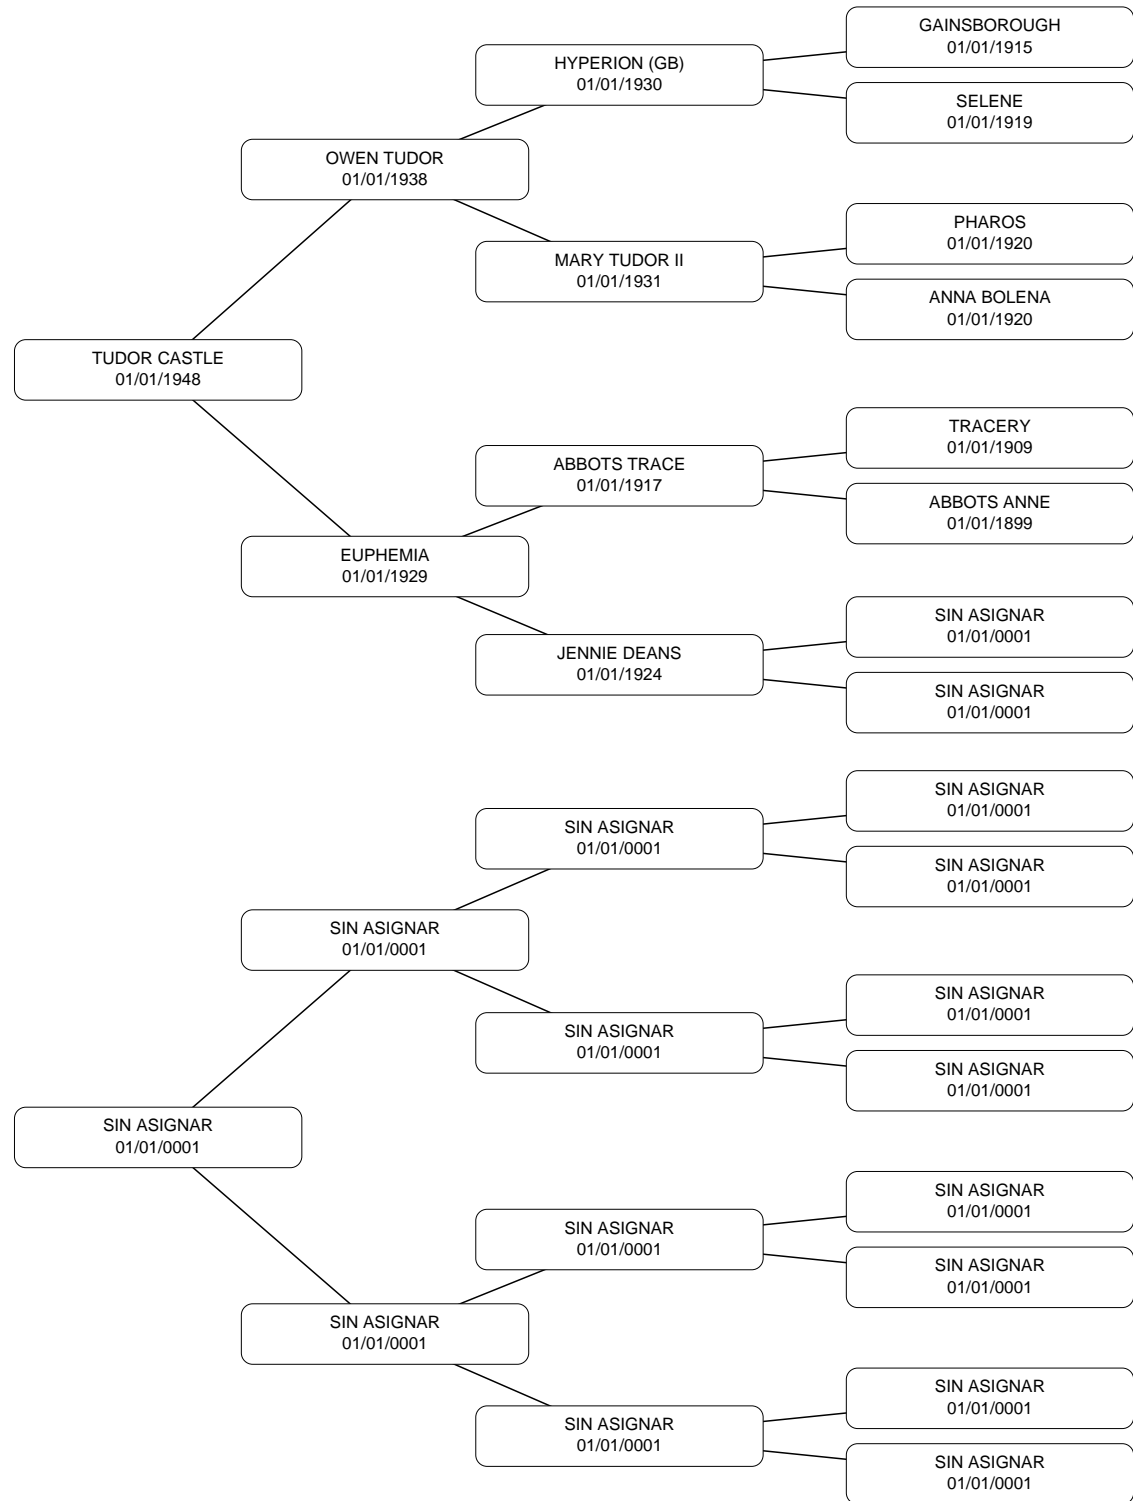 GAINSBOROUGH
01/01/1915
HYPERION (GB)
01/01/1930
SELENE
01/01/1919
OWEN TUDOR
01/01/1938
PHAROS
01/01/1920
MARY TUDOR II
01/01/1931
ANNA BOLENA
01/01/1920
TUDOR CASTLE
01/01/1948
TRACERY
01/01/1909
ABBOTS TRACE
01/01/1917
ABBOTS ANNE
01/01/1899
EUPHEMIA
01/01/1929
SIN ASIGNAR
01/01/0001
JENNIE DEANS
01/01/1924
SIN ASIGNAR
01/01/0001
SIN ASIGNAR
01/01/0001
SIN ASIGNAR
01/01/0001
SIN ASIGNAR
01/01/0001
SIN ASIGNAR
01/01/0001
SIN ASIGNAR
01/01/0001
SIN ASIGNAR
01/01/0001
SIN ASIGNAR
01/01/0001
SIN ASIGNAR
01/01/0001
SIN ASIGNAR
01/01/0001
SIN ASIGNAR
01/01/0001
SIN ASIGNAR
01/01/0001
SIN ASIGNAR
01/01/0001
SIN ASIGNAR
01/01/0001
SIN ASIGNAR
01/01/0001
SIN ASIGNAR
01/01/0001